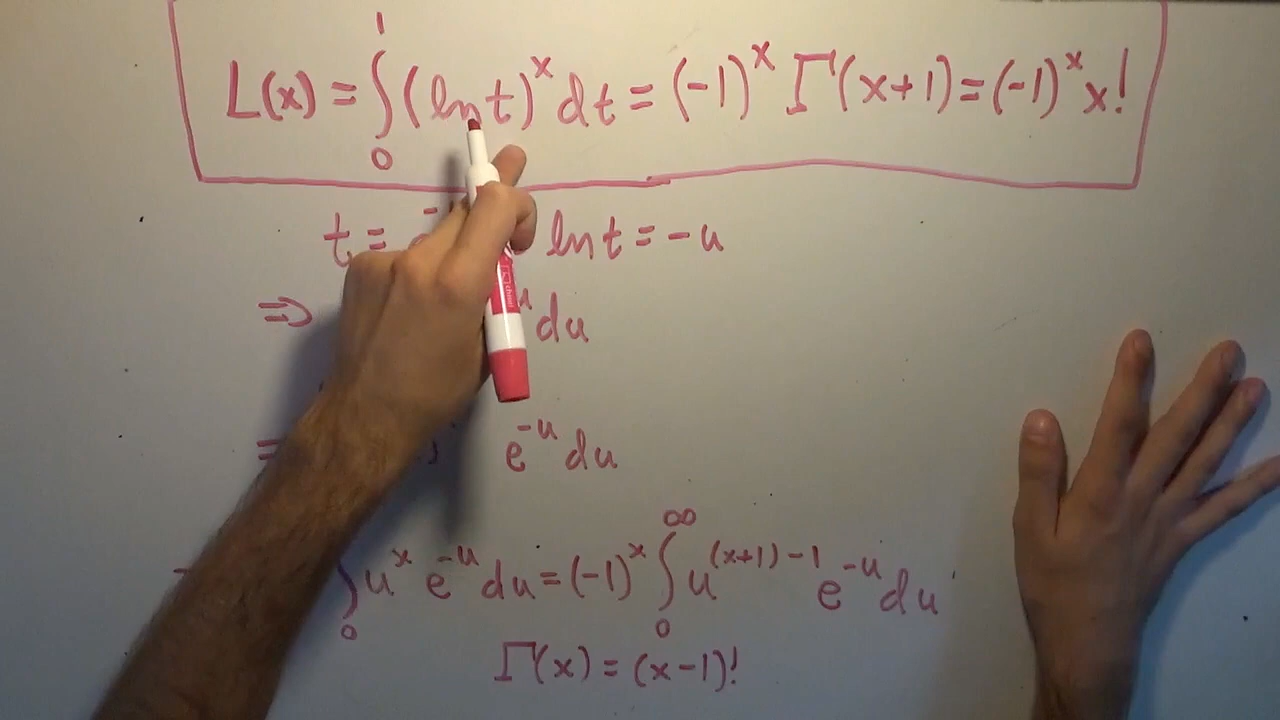 L(x) = ∫₀¹ (ln t)ˣ dt = (-1)ˣ Γ(x+1) = (-1)ˣ x!
t = ln t = -u
⇒ du
e⁻ᵘ du
∫₀ uˣ e⁻ᵘ du = (-1)ˣ ∫₀^∞ u^((x+1)-1) e⁻ᵘ du
Γ(x) = (x-1)!